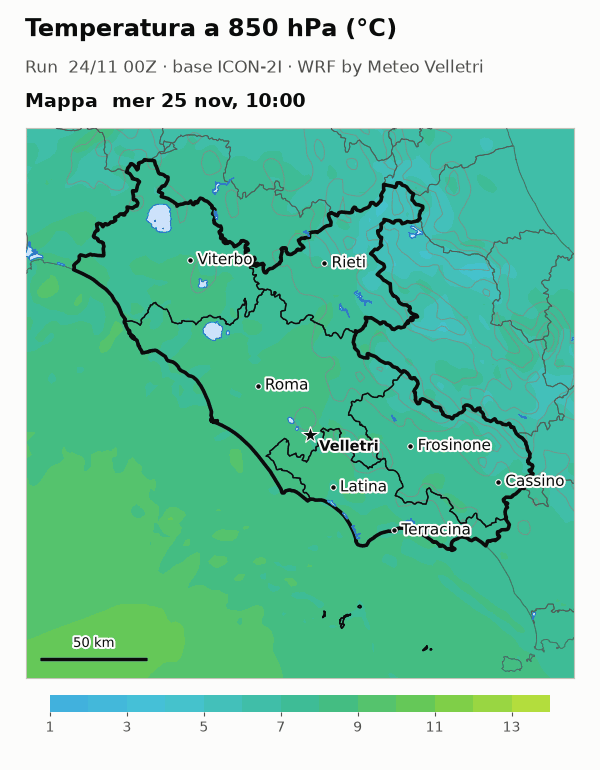 Temperatura a 850 hPa (°C)
Run  24/11 00Z · base ICON-2I · WRF by Meteo Velletri
Mappa  mer 25 nov, 10:00
Viterbo
Rieti
Roma
Velletri
Frosinone
Cassino
Latina
Terracina
50 km
1 3 5 7 9 11 13